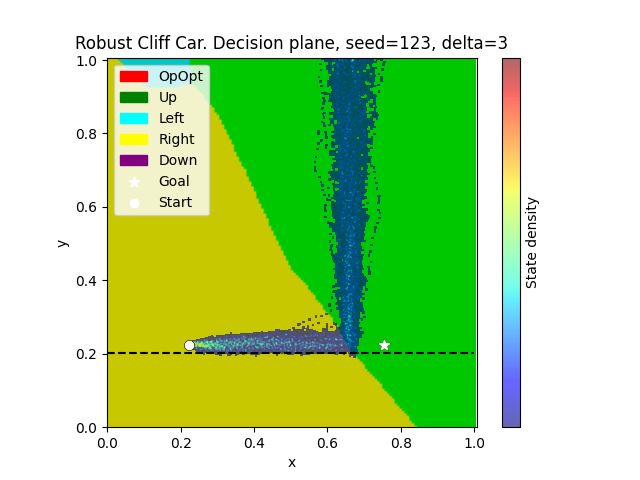 Robust Cliff Car. Decision plane, seed=123, delta=3
1.0
0.8
0.6
0.4
0.2
0.0
y
OpOpt
Up
Left
Right
Down
Goal
Start
0.0 0.2 0.4 0.6 0.8 1.0
x
State density